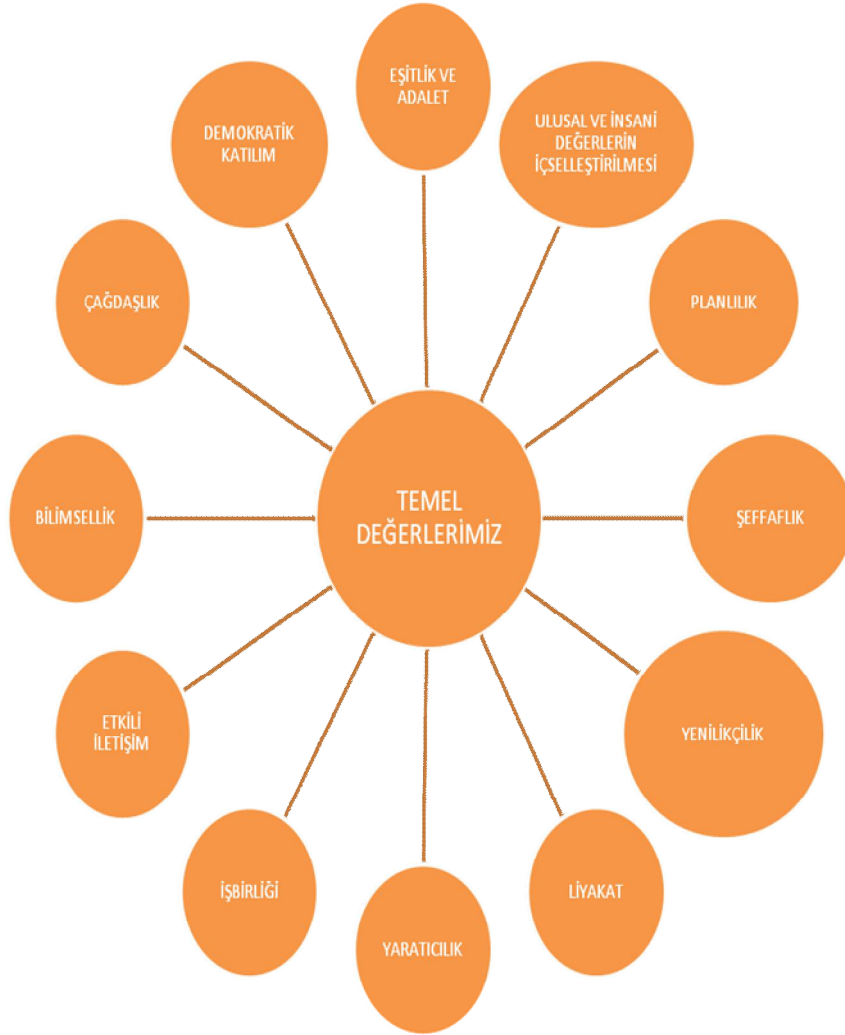 EŞİTLİK VE
ADALET
ULUSAL VE İNSANİ
DEĞERLERİN
İÇSELLEŞTİRİLMESİ
DEMOKRATİK
KATILIM
PLANLILIK
ÇAĞDAŞLIK
TEMEL
DEĞERLERİMİZ
BİLİMSELLİK
ŞEFFAFLIK
ETKİLİ
İLETİŞİM
YENİLİKÇİLİK
İŞBİRLİĞİ
LİYAKAT
YARATICILIK